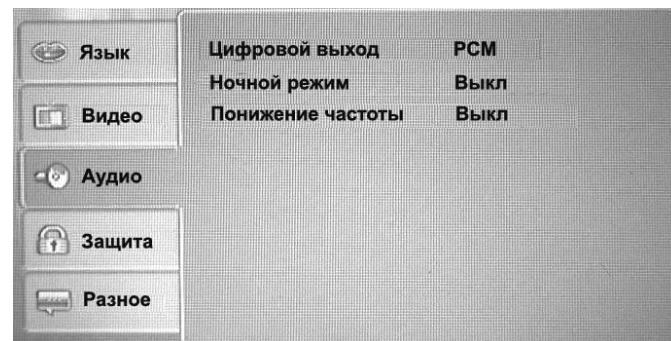 Язык
Видео
Аудио
Защита
Разное
Цифровой выход PCM
Ночной режим Выкл
Понижение частоты Выкл